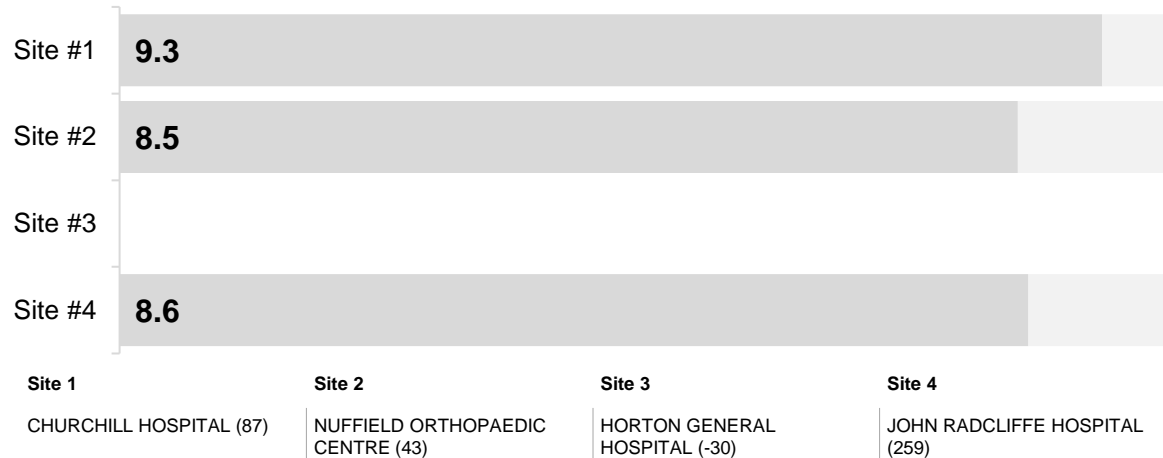 Site #1 9.3
Site #2 8.5
Site #3
Site #4 8.6
Site 1 Site 2 Site 3 Site 4
CHURCHILL HOSPITAL (87)
NUFFIELD ORTHOPAEDIC
CENTRE (43)
HORTON GENERAL
HOSPITAL (-30)
JOHN RADCLIFFE HOSPITAL
(259)